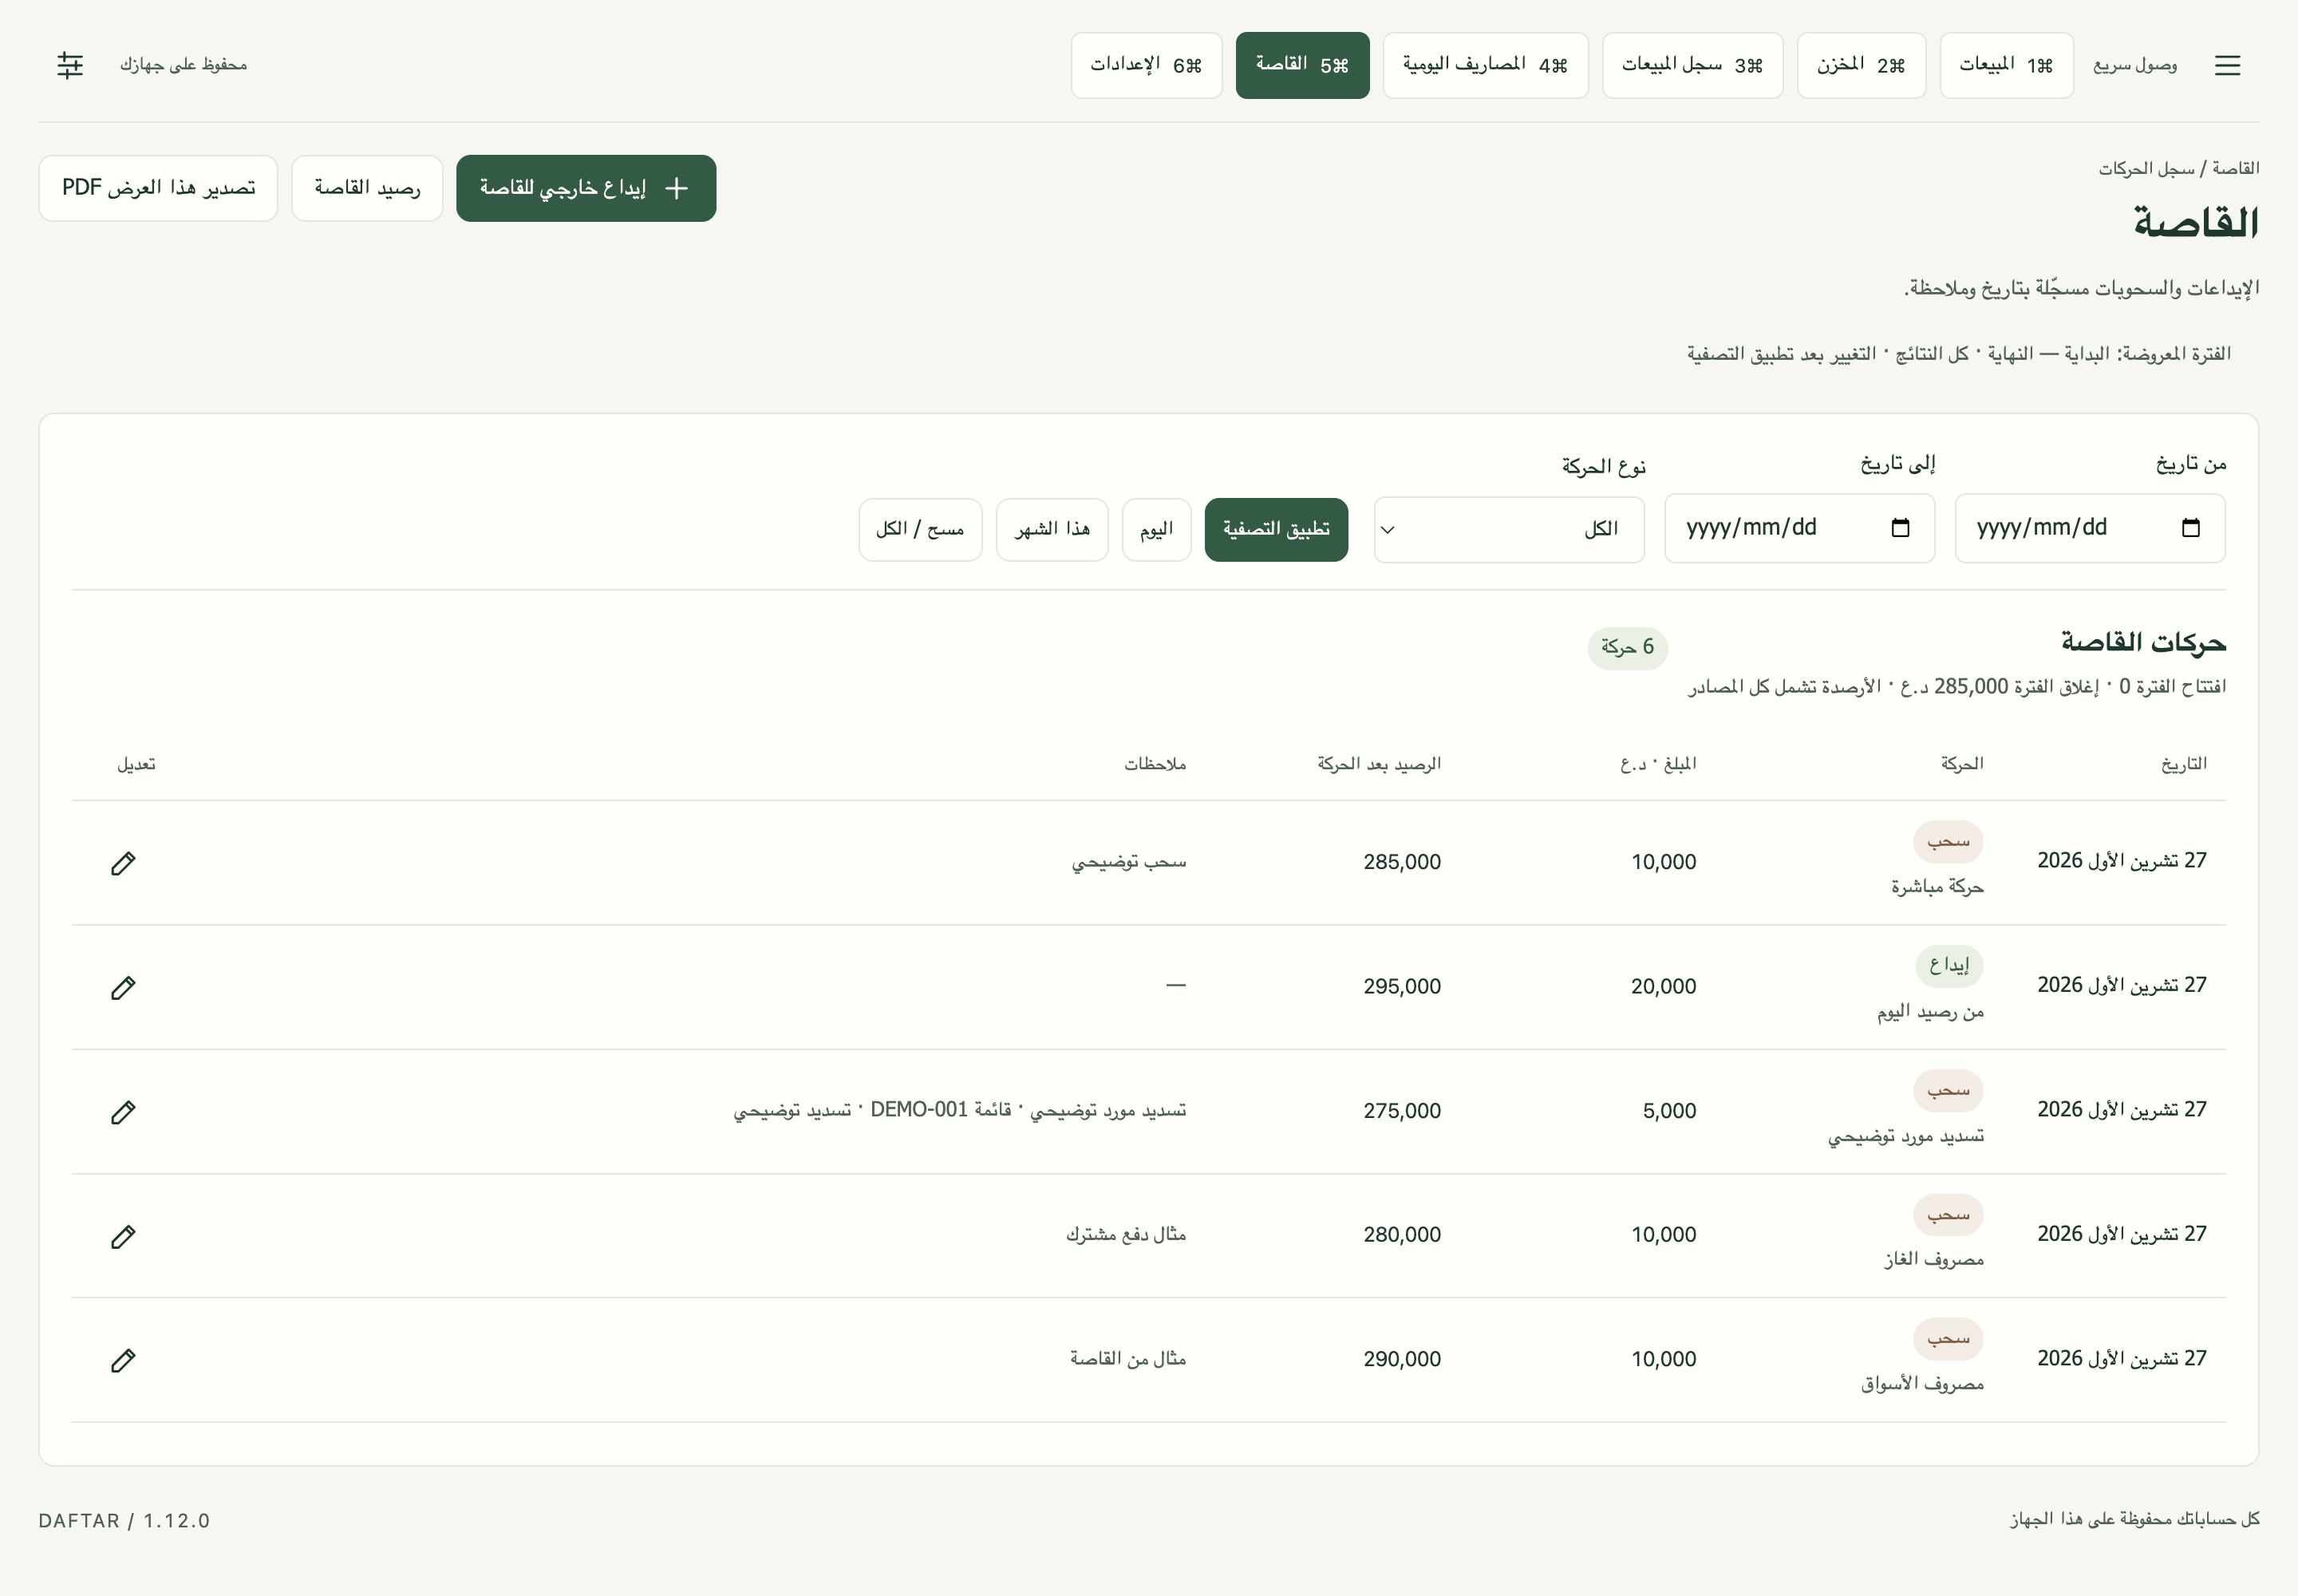 وصول سريع
⌘1 المبيعات
⌘2 المخزن
⌘3 سجل المبيعات
⌘4 المصاريف اليومية
⌘5 القاصة
⌘6 الإعدادات
محفوظ على جهازك
القاصة / سجل الحركات
القاصة
الإيداعات والسحوبات مسجّلة بتاريخ وملاحظة.
إيداع خارجي للقاصة
رصيد القاصة
تصدير هذا العرض PDF
الفترة المعروضة: البداية — النهاية · كل النتائج · التغيير بعد تطبيق التصفية
من تاريخ
إلى تاريخ
نوع الحركة
yyyy/mm/dd
yyyy/mm/dd
الكل
تطبيق التصفية
اليوم
هذا الشهر
مسح / الكل
حركات القاصة
6 حركة
افتتاح الفترة 0 · إغلاق الفترة 285,000 د.ع · الأرصدة تشمل كل المصادر
التاريخ الحركة المبلغ · د.ع الرصيد بعد الحركة ملاحظات تعديل
27 تشرين الأول 2026 سحب 10,000 285,000 سحب توضيحي
حركة مباشرة
27 تشرين الأول 2026 إيداع 20,000 295,000 —
من رصيد اليوم
27 تشرين الأول 2026 سحب 5,000 275,000 تسديد مورد توضيحي · قائمة DEMO-001 · تسديد توضيحي
تسديد مورد توضيحي
27 تشرين الأول 2026 سحب 10,000 280,000 مثال دفع مشترك
مصروف الغاز
27 تشرين الأول 2026 سحب 10,000 290,000 مثال من القاصة
مصروف الأسواق
كل حساباتك محفوظة على هذا الجهاز
DAFTAR / 1.12.0